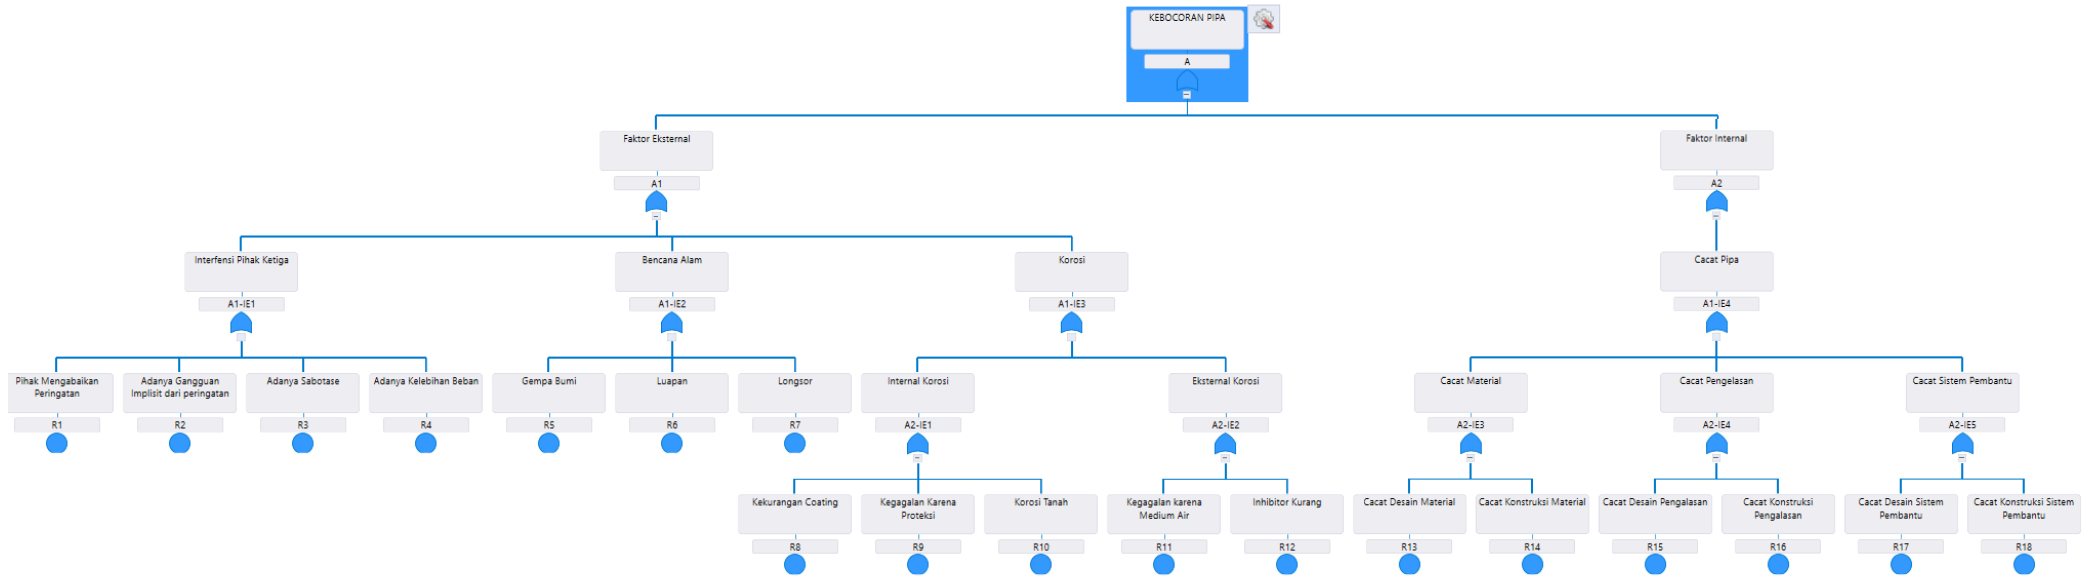 KEBOCORAN PIPA
A
Faktor Eksternal
A1
Faktor Internal
A2
Interfensi Pihak Ketiga
A1-IE1
Bencana Alam
A1-IE2
Korosi
A1-IE3
Cacat Pipa
A1-IE4
Pihak Mengabaikan
Peringatan
R1
Adanya Gangguan
Implisit dari peringatan
R2
Adanya Sabotase
R3
Adanya Kelebihan Beban
R4
Gempa Bumi
R5
Luapan
R6
Longsor
R7
Internal Korosi
A2-IE1
Eksternal Korosi
A2-IE2
Cacat Material
A2-IE3
Cacat Pengelasan
A2-IE4
Cacat Sistem Pembantu
A2-IE5
Kekurangan Coating
R8
Kegagalan Karena
Proteksi
R9
Korosi Tanah
R10
Kegagalan karena
Medium Air
R11
Inhibitor Kurang
R12
Cacat Desain Material
R13
Cacat Konstruksi Material
R14
Cacat Desain Pengalasan
R15
Cacat Konstruksi
Pengalasan
R16
Cacat Desain Sistem
Pembantu
R17
Cacat Konstruksi Sistem
Pembantu
R18